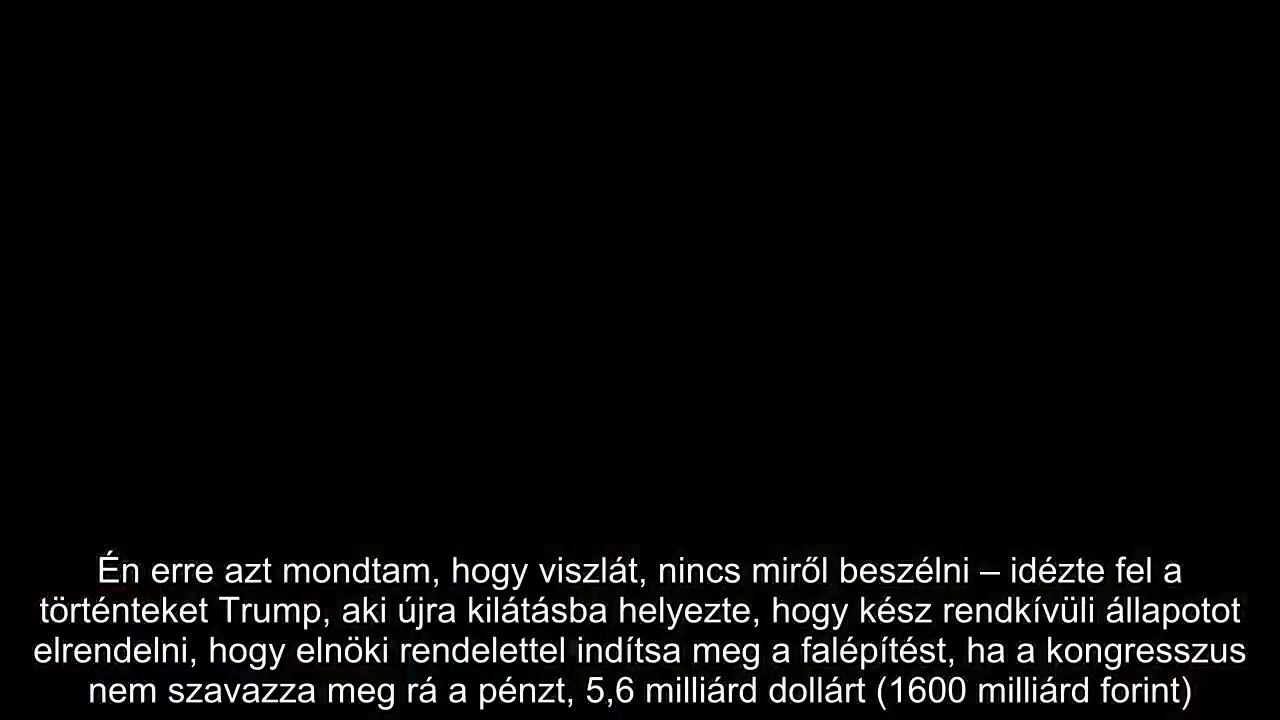 Én erre azt mondtam, hogy viszlát, nincs miről beszélni – idézte fel a
történteket Trump, aki újra kilátásba helyezte, hogy kész rendkívüli állapotot
elrendelni, hogy elnöki rendelettel indítsa meg a falépítést, ha a kongresszus
nem szavazza meg rá a pénzt, 5,6 milliárd dollárt (1600 milliárd forint)